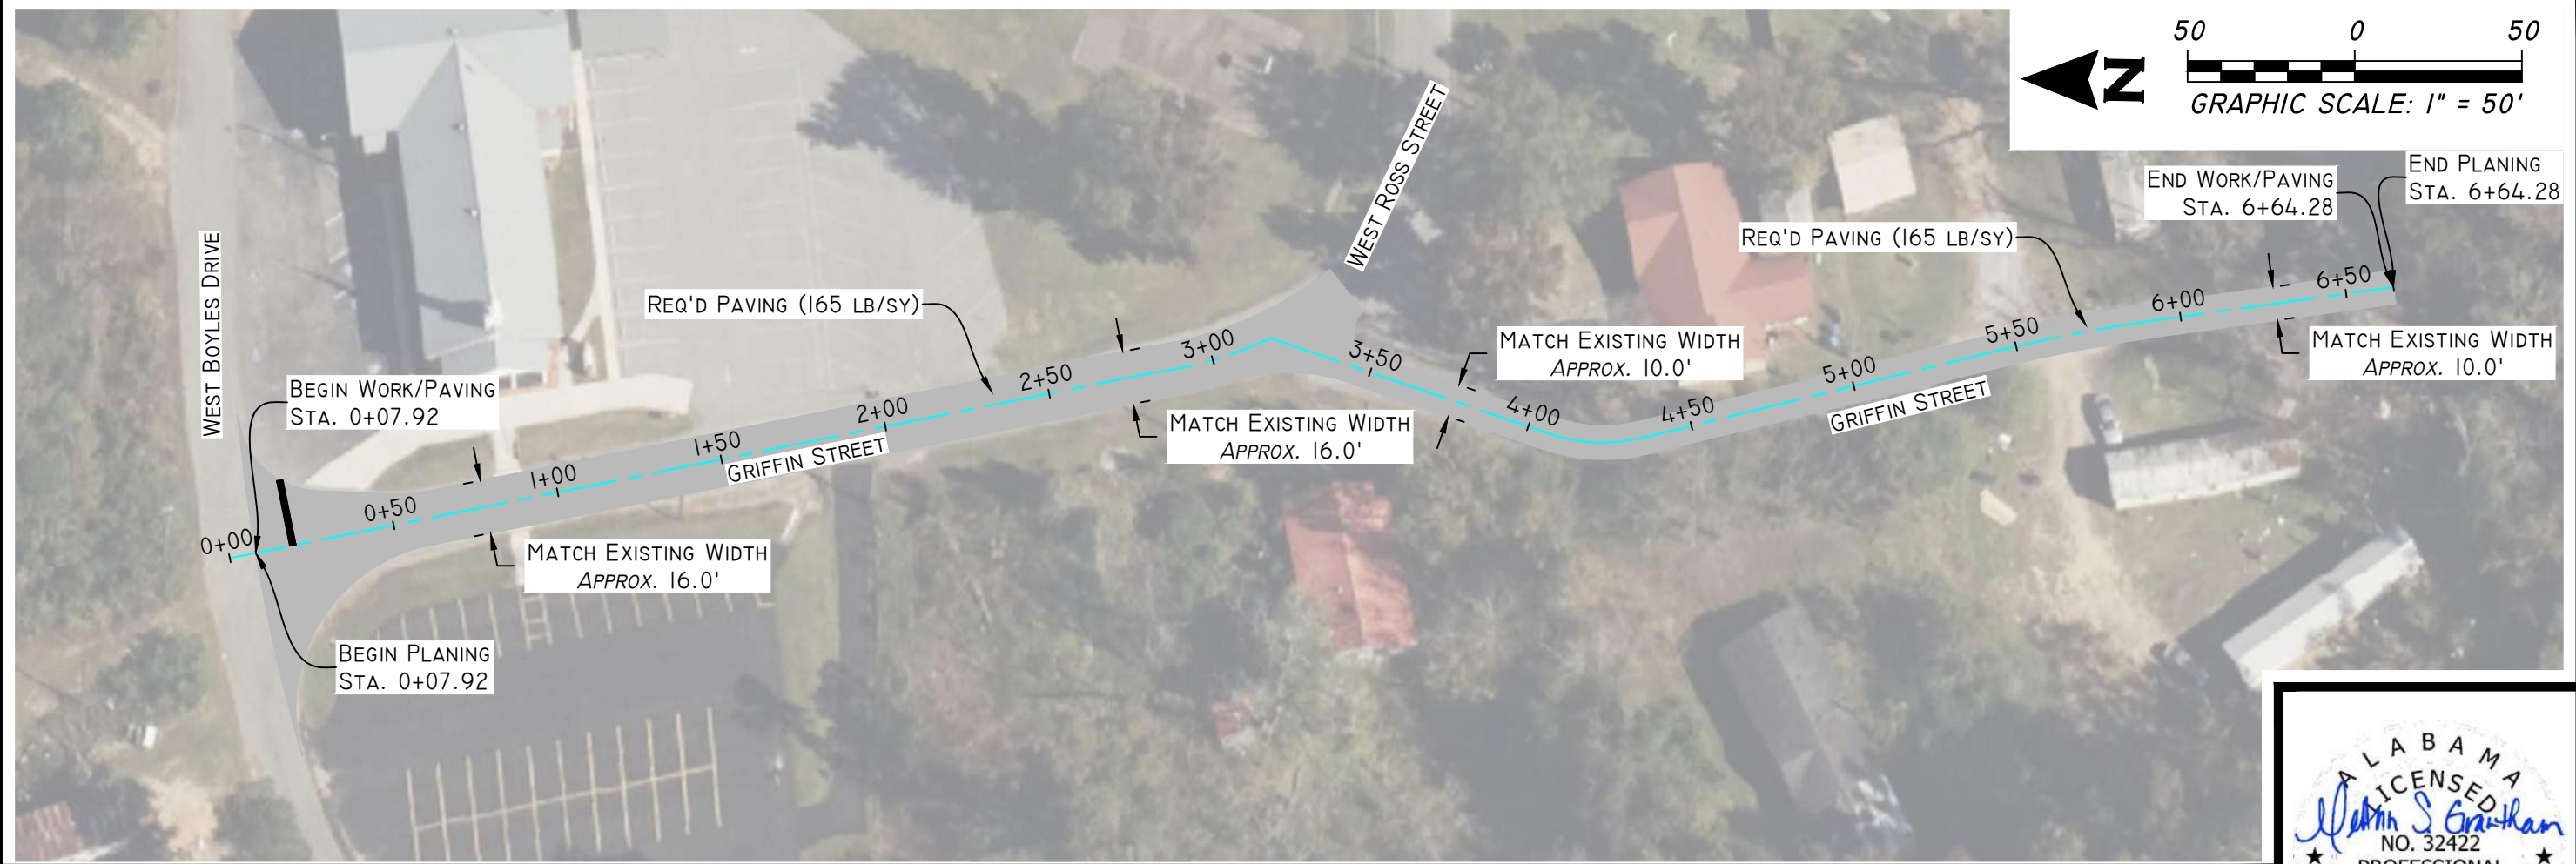 50 0 50
N
GRAPHIC SCALE: 1" = 50'
WEST ROSS STREET
END PLANING
STA. 6+64.28
END WORK/PAVING
STA. 6+64.28
REQ'D PAVING (165 LB/SY)
WEST BOYLES DRIVE
REQ'D PAVING (165 LB/SY)
BEGIN WORK/PAVING
STA. 0+07.92
0+00
0+50
1+00
1+50
2+00
2+50
3+00
3+50
4+00
4+50
5+00
5+50
6+00
6+50
MATCH EXISTING WIDTH
APPROX. 10.0'
MATCH EXISTING WIDTH
APPROX. 10.0'
MATCH EXISTING WIDTH
APPROX. 16.0'
GRIFFIN STREET
GRIFFIN STREET
MATCH EXISTING WIDTH
APPROX. 16.0'
BEGIN PLANING
STA. 0+07.92
ALABAMA
LICENSED
NO. 32422
PROFESSIONAL